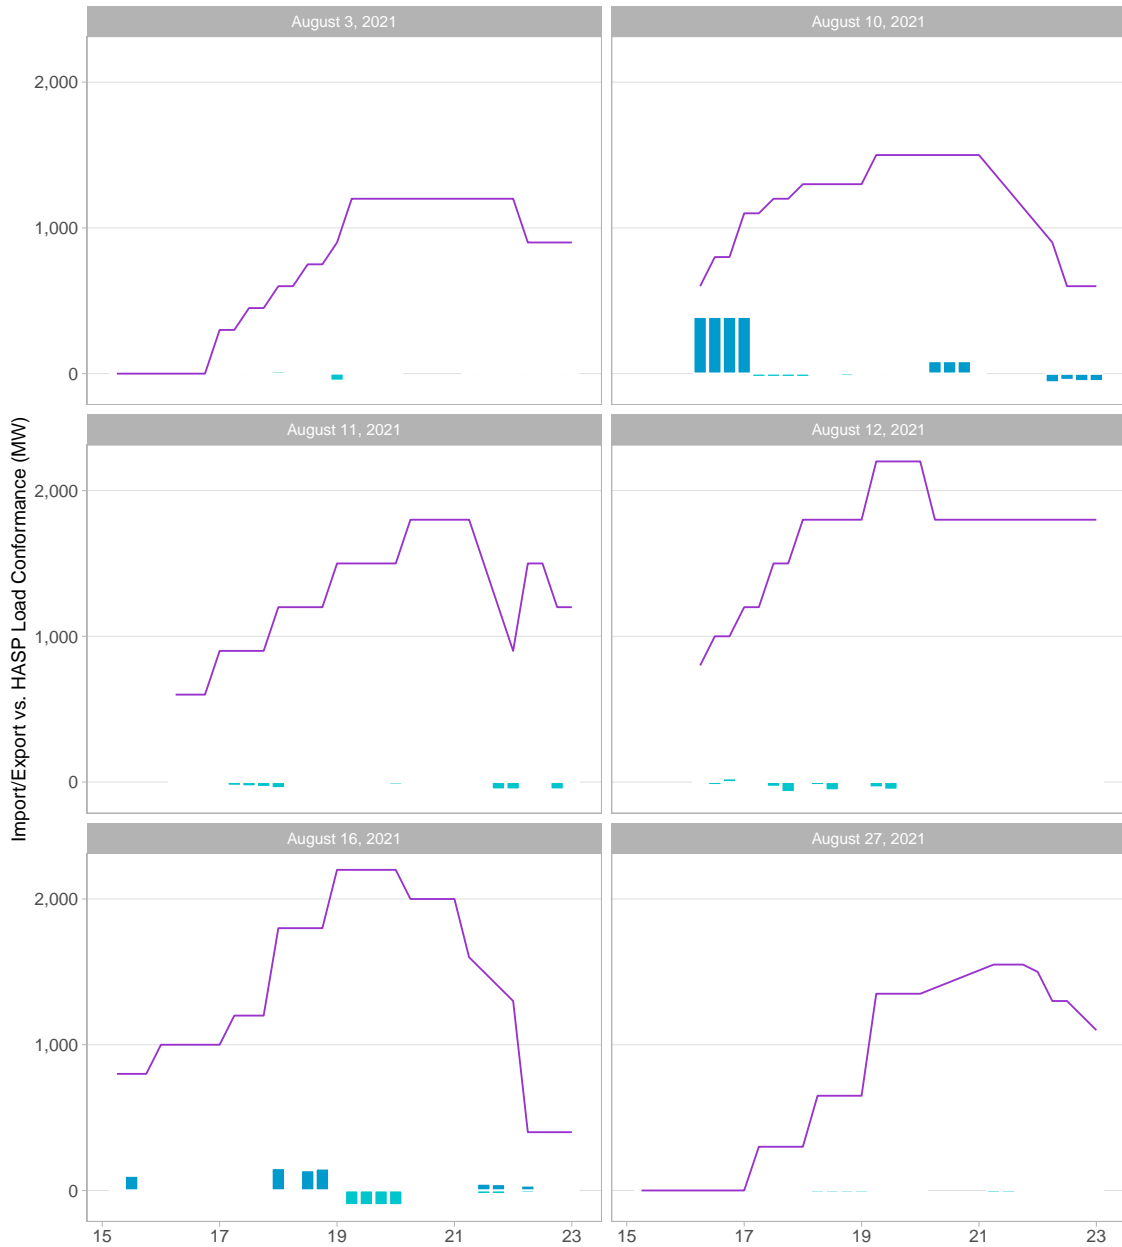 August 3, 2021
August 10, 2021
2,000
1,000
0
August 11, 2021
August 12, 2021
2,000
1,000
0
Import/Export vs. HASP Load Conformance (MW)
August 16, 2021
August 27, 2021
2,000
1,000
0
15 17 19 21 23 15 17 19 21 23